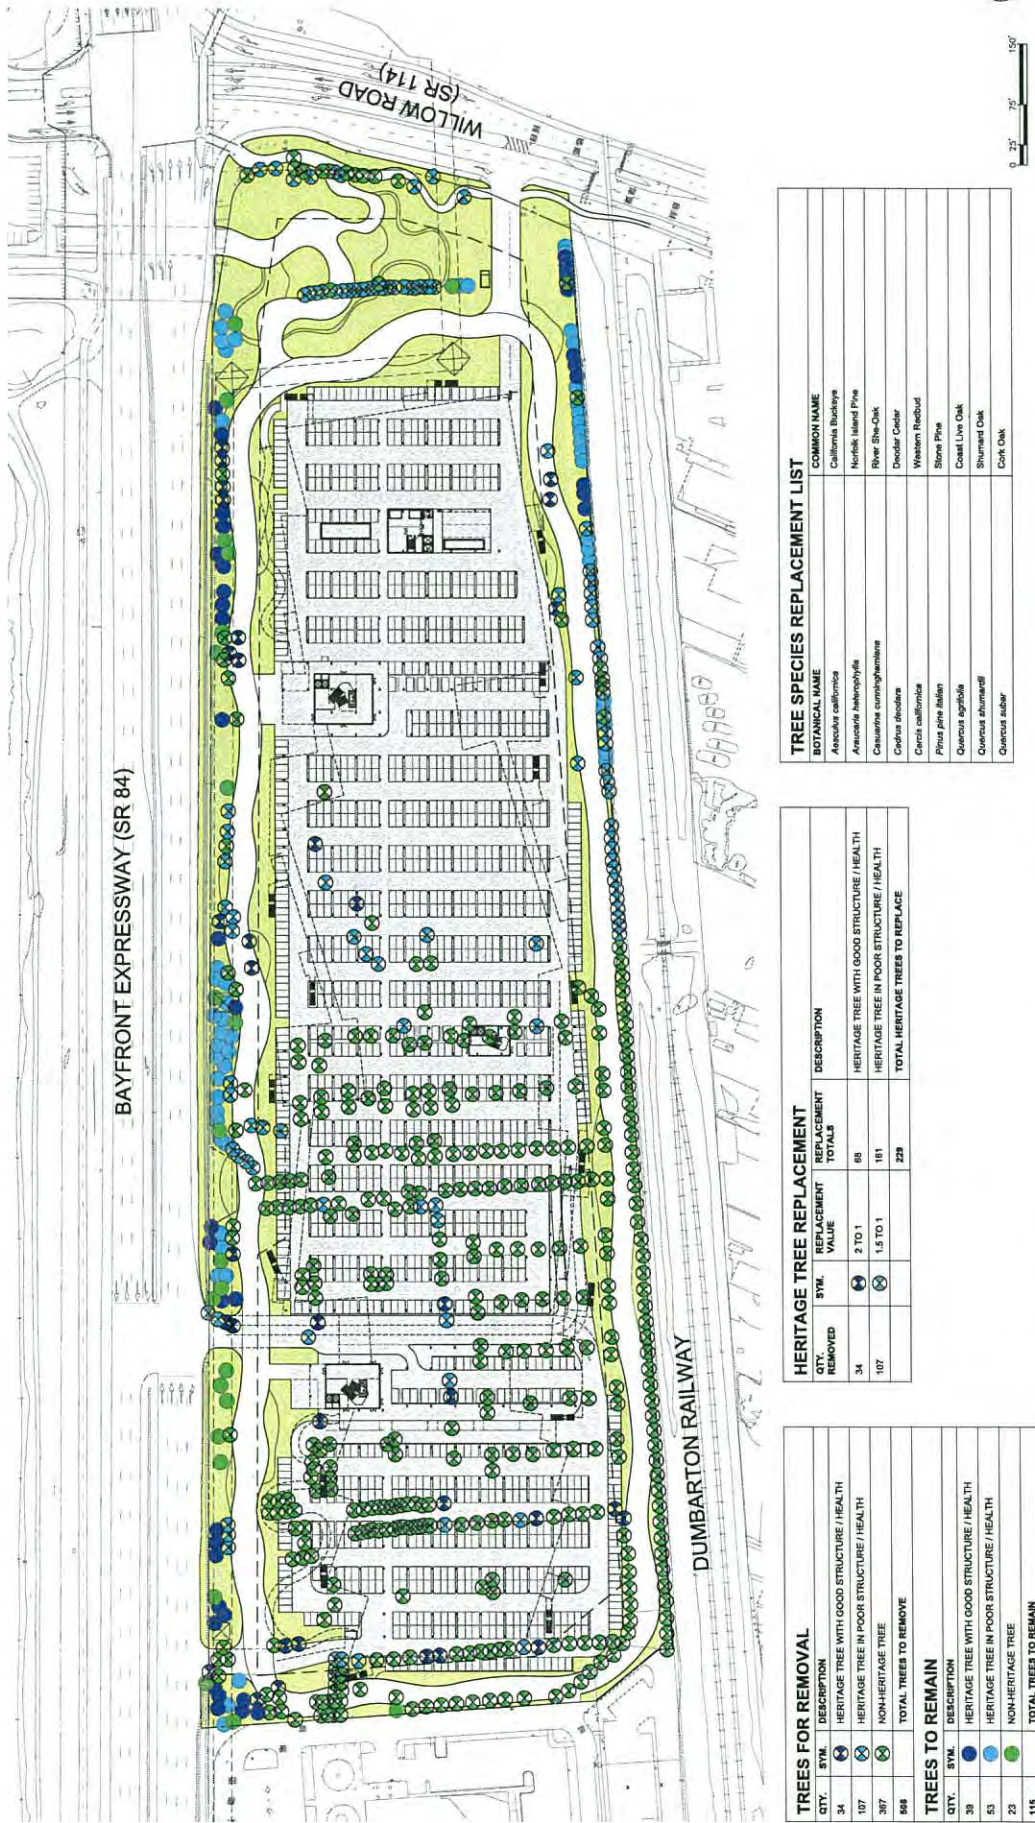 BAYFRONT EXPRESSWAY (SR 84)
WILLOW ROAD
(SR 114)
DUMBARTON RAILWAY
TREES FOR REMOVAL
QTY. SYM. DESCRIPTION
34 HERITAGE TREE WITH GOOD STRUCTURE / HEALTH
107 HERITAGE TREE IN POOR STRUCTURE / HEALTH
367 NON-HERITAGE TREE
508 TOTAL TREES TO REMOVE
TREES TO REMAIN
QTY. SYM. DESCRIPTION
39 HERITAGE TREE WITH GOOD STRUCTURE / HEALTH
53 HERITAGE TREE IN POOR STRUCTURE / HEALTH
23 NON-HERITAGE TREE
115 TOTAL TREES TO REMAIN
HERITAGE TREE REPLACEMENT
QTY. REMOVED SYM. REPLACEMENT VALUE REPLACEMENT TOTALS DESCRIPTION
34 2 TO 1 68 HERITAGE TREE WITH GOOD STRUCTURE / HEALTH
107 1.5 TO 1 161 HERITAGE TREE IN POOR STRUCTURE / HEALTH
229 TOTAL HERITAGE TREES TO REPLACE
TREE SPECIES REPLACEMENT LIST
BOTANICAL NAME COMMON NAME
Aesculus californica California Buckeye
Araucaria heterophylla Norfolk Island Pine
Casuarina cunninghamiana River She-Oak
Cedrus deodara Deodar Cedar
Cercis californica Western Redbud
Pinus pine italian Stone Pine
Quercus agrifolia Coast Live Oak
Quercus shumardii Shumard Oak
Quercus suber Cork Oak
0 25' 75' 150'